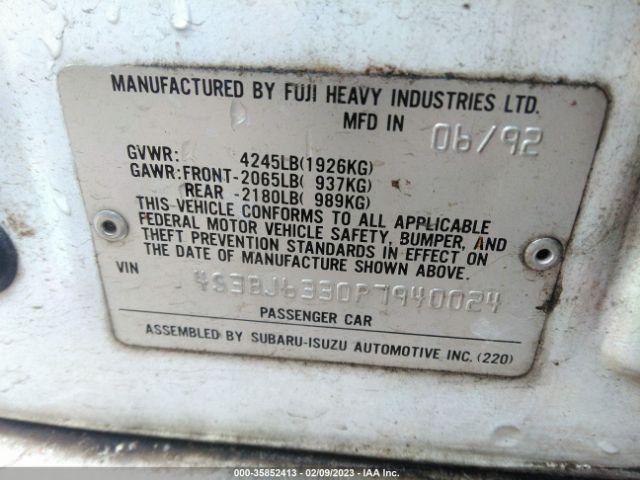 MANUFACTURED BY FUJI HEAVY INDUSTRIES LTD.
MFD IN 06/92
GVWR: 4245LB(1926KG)
GAWR:FRONT-2065LB( 937KG)
REAR -2180LB( 989KG)
THIS VEHICLE CONFORMS TO ALL APPLICABLE
FEDERAL MOTOR VEHICLE SAFETY, BUMPER, AND
THEFT PREVENTION STANDARDS IN EFFECT ON
THE DATE OF MANUFACTURE SHOWN ABOVE.
VIN 4S3BJ6330P7940024
PASSENGER CAR
ASSEMBLED BY SUBARU-ISUZU AUTOMOTIVE INC. (220)
000-35852413 - 02/09/2023 - IAA Inc.